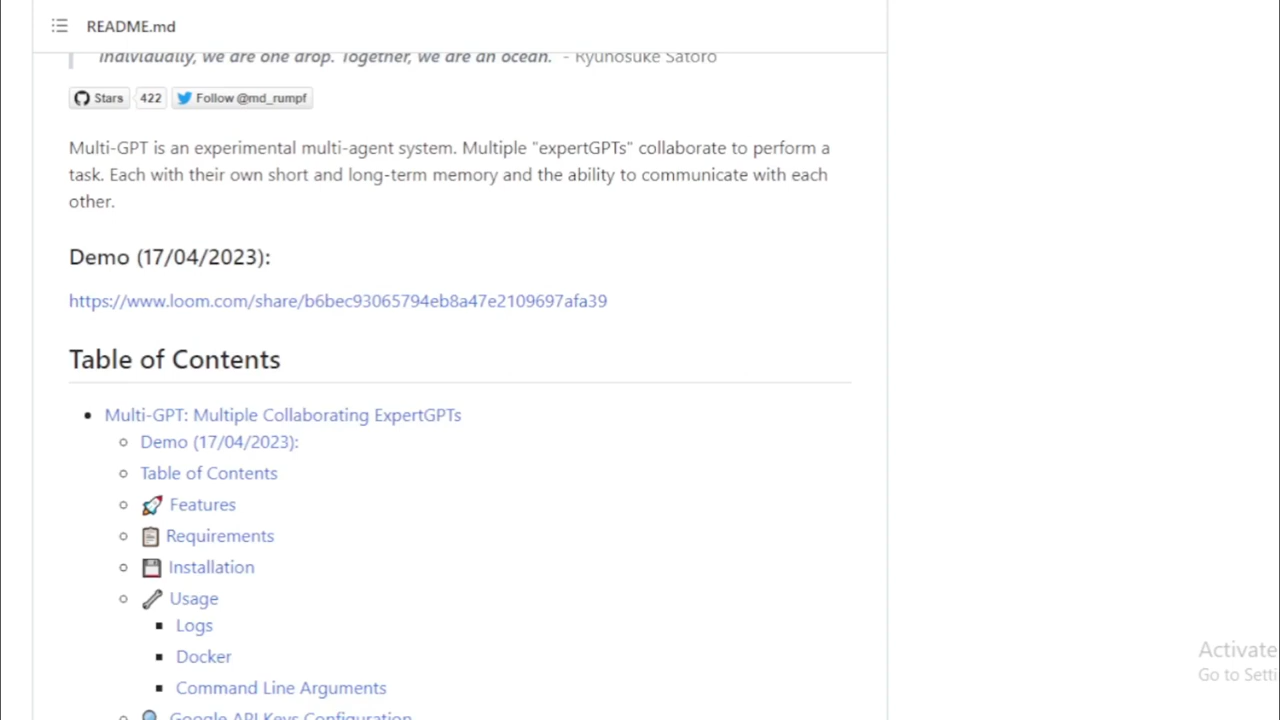 README.md
Individually, we are one drop. Together, we are an ocean. - Ryunosuke Satoro
Stars 422 Follow @md_rumpf
Multi-GPT is an experimental multi-agent system. Multiple "expertGPTs" collaborate to perform a
task. Each with their own short and long-term memory and the ability to communicate with each
other.
Demo (17/04/2023):
https://www.loom.com/share/b6bec93065794eb8a47e2109697afa39
Table of Contents
Multi-GPT: Multiple Collaborating ExpertGPTs
Demo (17/04/2023):
Table of Contents
Features
Requirements
Installation
Usage
Logs
Docker
Command Line Arguments
Google API Keys Configuration
Activate
Go to Setti